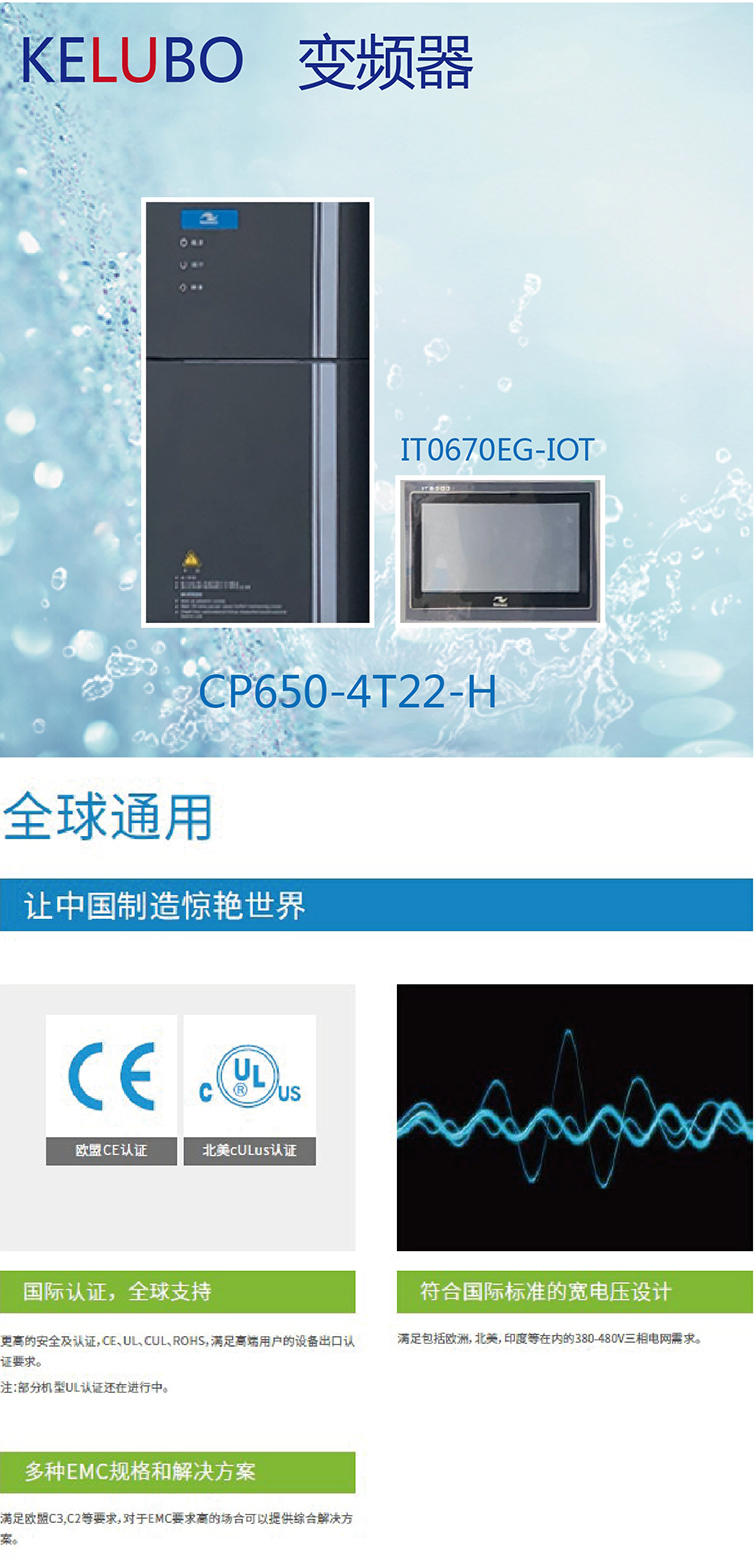 KELUBO 变频器
IT0670EG-IOT
CP650-4T22-H
全球通用
让中国制造惊艳世界
CE
c UL ® US
欧盟CE认证
北美cULus认证
国际认证，全球支持
更高的安全及认证，CE、UL、CUL、ROHS，满足高端用户的设备出口认
证要求。
注：部分机型UL认证还在进行中。
符合国际标准的宽电压设计
满足包括欧洲，北美，印度等在内的380-480V三相电网需求。
多种EMC规格和解决方案
满足欧盟C3,C2等要求，对于EMC要求高的场合可以提供综合解决方
案。